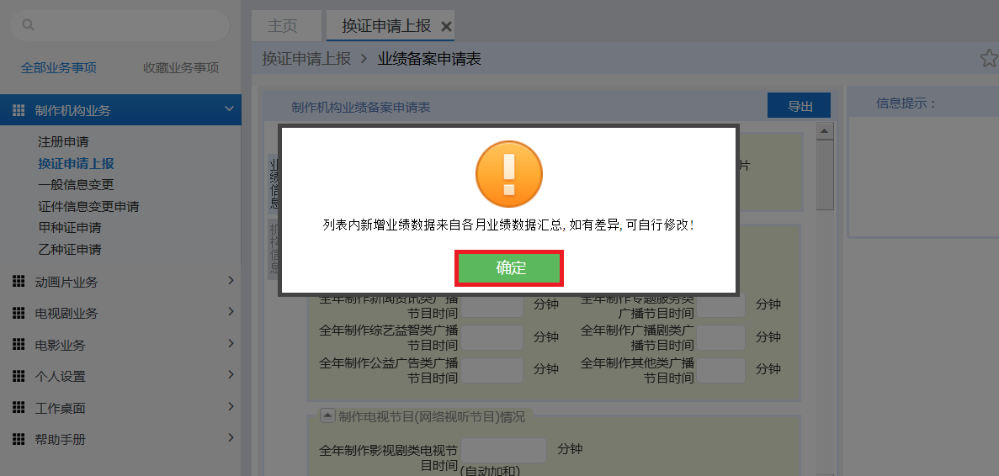 主页
换证申请上报
全部业务事项
收藏业务事项
换证申请上报 > 业绩备案申请表
制作机构业务
注册申请
换证申请上报
一般信息变更
证件信息变更申请
甲种证申请
乙种证申请
动画片业务
电视剧业务
电影业务
个人设置
工作桌面
帮助手册
制作机构业绩备案申请表
导出
信息提示：
业绩信息
机构信息
片
列表内新增业绩数据来自各月业绩数据汇总, 如有差异, 可自行修改!
确定
全年制作新闻资讯类广播
节目时间
分钟
全年制作专题服务类
广播节目时间
分钟
全年制作综艺益智类广播
节目时间
分钟
全年制作广播剧类广
播节目时间
分钟
全年制作公益广告类广播
节目时间
分钟
全年制作其他类广播
节目时间
分钟
制作电视节目(网络视听节目)情况
全年制作影视剧类电视节
目时间
分钟
(自动加和)